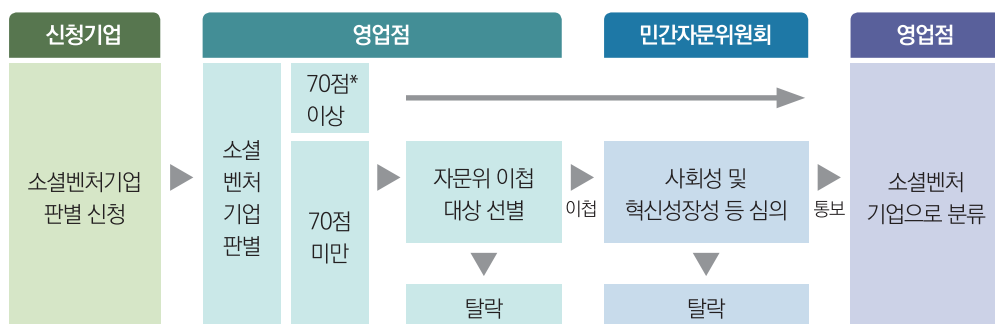 신청기업
영업점
민간자문위원회
영업점
소셜벤처기업
판별 신청
소셜
벤처
기업
판별
70점*
이상
70점
미만
자문위 이첩
대상 선별
이첩
사회성 및
혁신성장성 등 심의
통보
소셜벤처
기업으로 분류
탈락
탈락